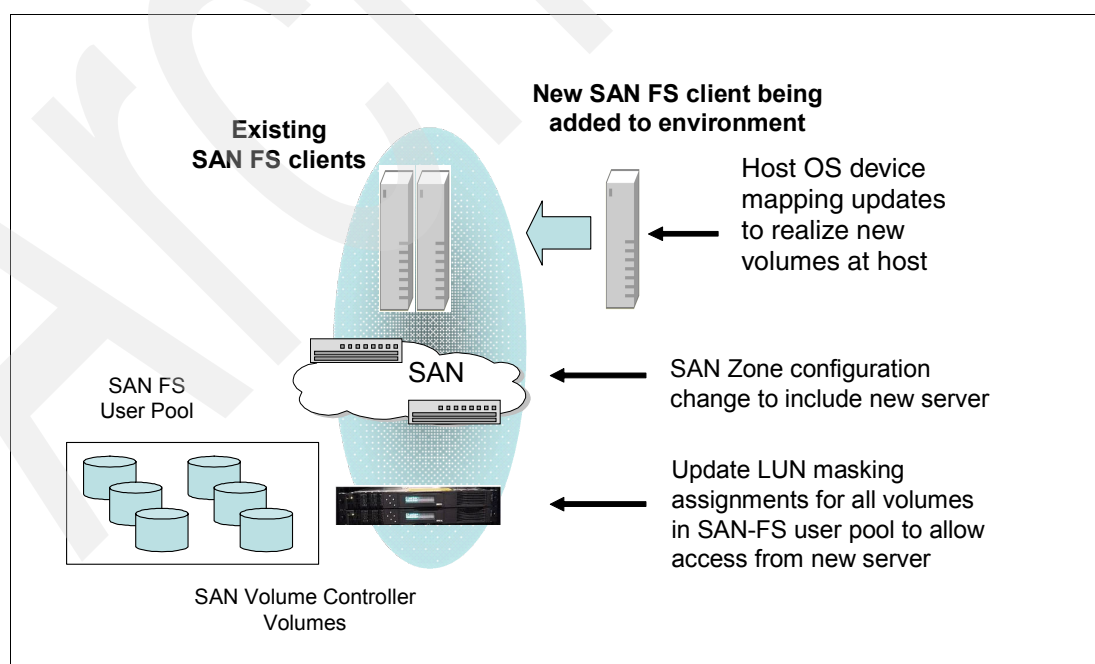 New SAN FS client being
added to environment
Existing
SAN FS clients
Host OS device
mapping updates
to realize new
volumes at host
SAN
SAN Zone configuration
change to include new server
SAN FS
User Pool
Update LUN masking
assignments for all volumes
in SAN-FS user pool to allow
access from new server
SAN Volume Controller
Volumes